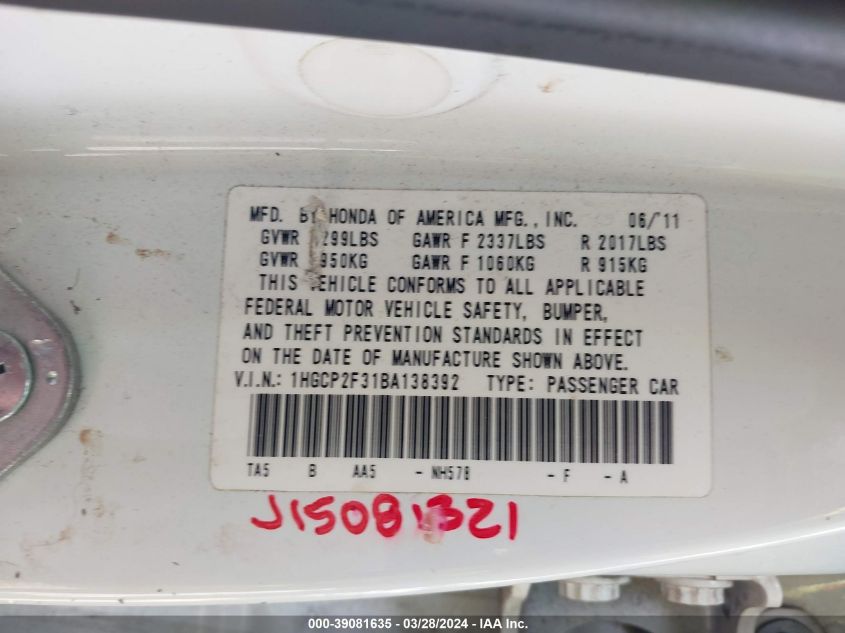 MFD. BY HONDA OF AMERICA MFG., INC. 06/11
GVWR 299LBS GAWR F 2337LBS R 2017LBS
GVWR 950KG GAWR F 1060KG R 915KG
THIS VEHICLE CONFORMS TO ALL APPLICABLE
FEDERAL MOTOR VEHICLE SAFETY, BUMPER,
AND THEFT PREVENTION STANDARDS IN EFFECT
ON THE DATE OF MANUFACTURE SHOWN ABOVE.
V.I.N.: 1HGCP2F31BA138392 TYPE: PASSENGER CAR
TA5 B AA5 - NH578 - F - A
J15081321
000-39081635 - 03/28/2024 - IAA Inc.